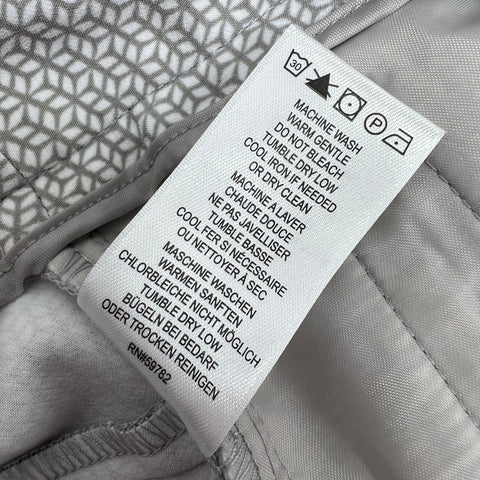 30 P
MACHINE WASH
WARM GENTLE
DO NOT BLEACH
TUMBLE DRY LOW
COOL IRON IF NEEDED
OR DRY CLEAN
MACHINE A LAVER
CHAUDE DOUCE
NE PAS JAVELLISER
TUMBLE BASSE
COOL FER SI NÉCESSAIRE
OU NETTOYER À SEC
MASCHINE WASCHEN
WARMEN SANFTEN
CHLORBLEICHE NICHT MÖGLICH
TUMBLE DRY LOW
BÜGELN BEI BEDARF
ODER TROCKEN REINIGEN
RN#59782